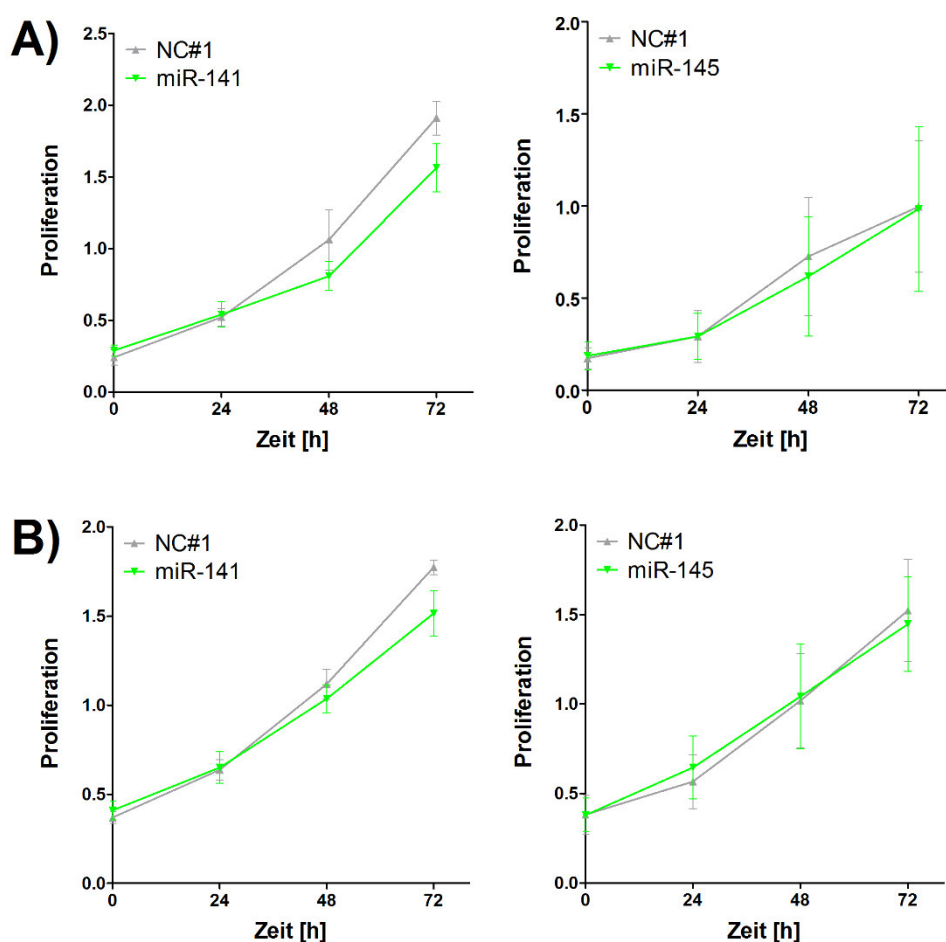 A)
NC#1
miR-141
2.5
2.0
1.5
1.0
0.5
0.0
Proliferation
0 24 48 72
Zeit [h]
NC#1
miR-145
2.0
1.5
1.0
0.5
0.0
Proliferation
0 24 48 72
Zeit [h]
B)
NC#1
miR-141
2.0
1.5
1.0
0.5
0.0
Proliferation
0 24 48 72
Zeit [h]
NC#1
miR-145
2.0
1.5
1.0
0.5
0.0
Proliferation
0 24 48 72
Zeit [h]